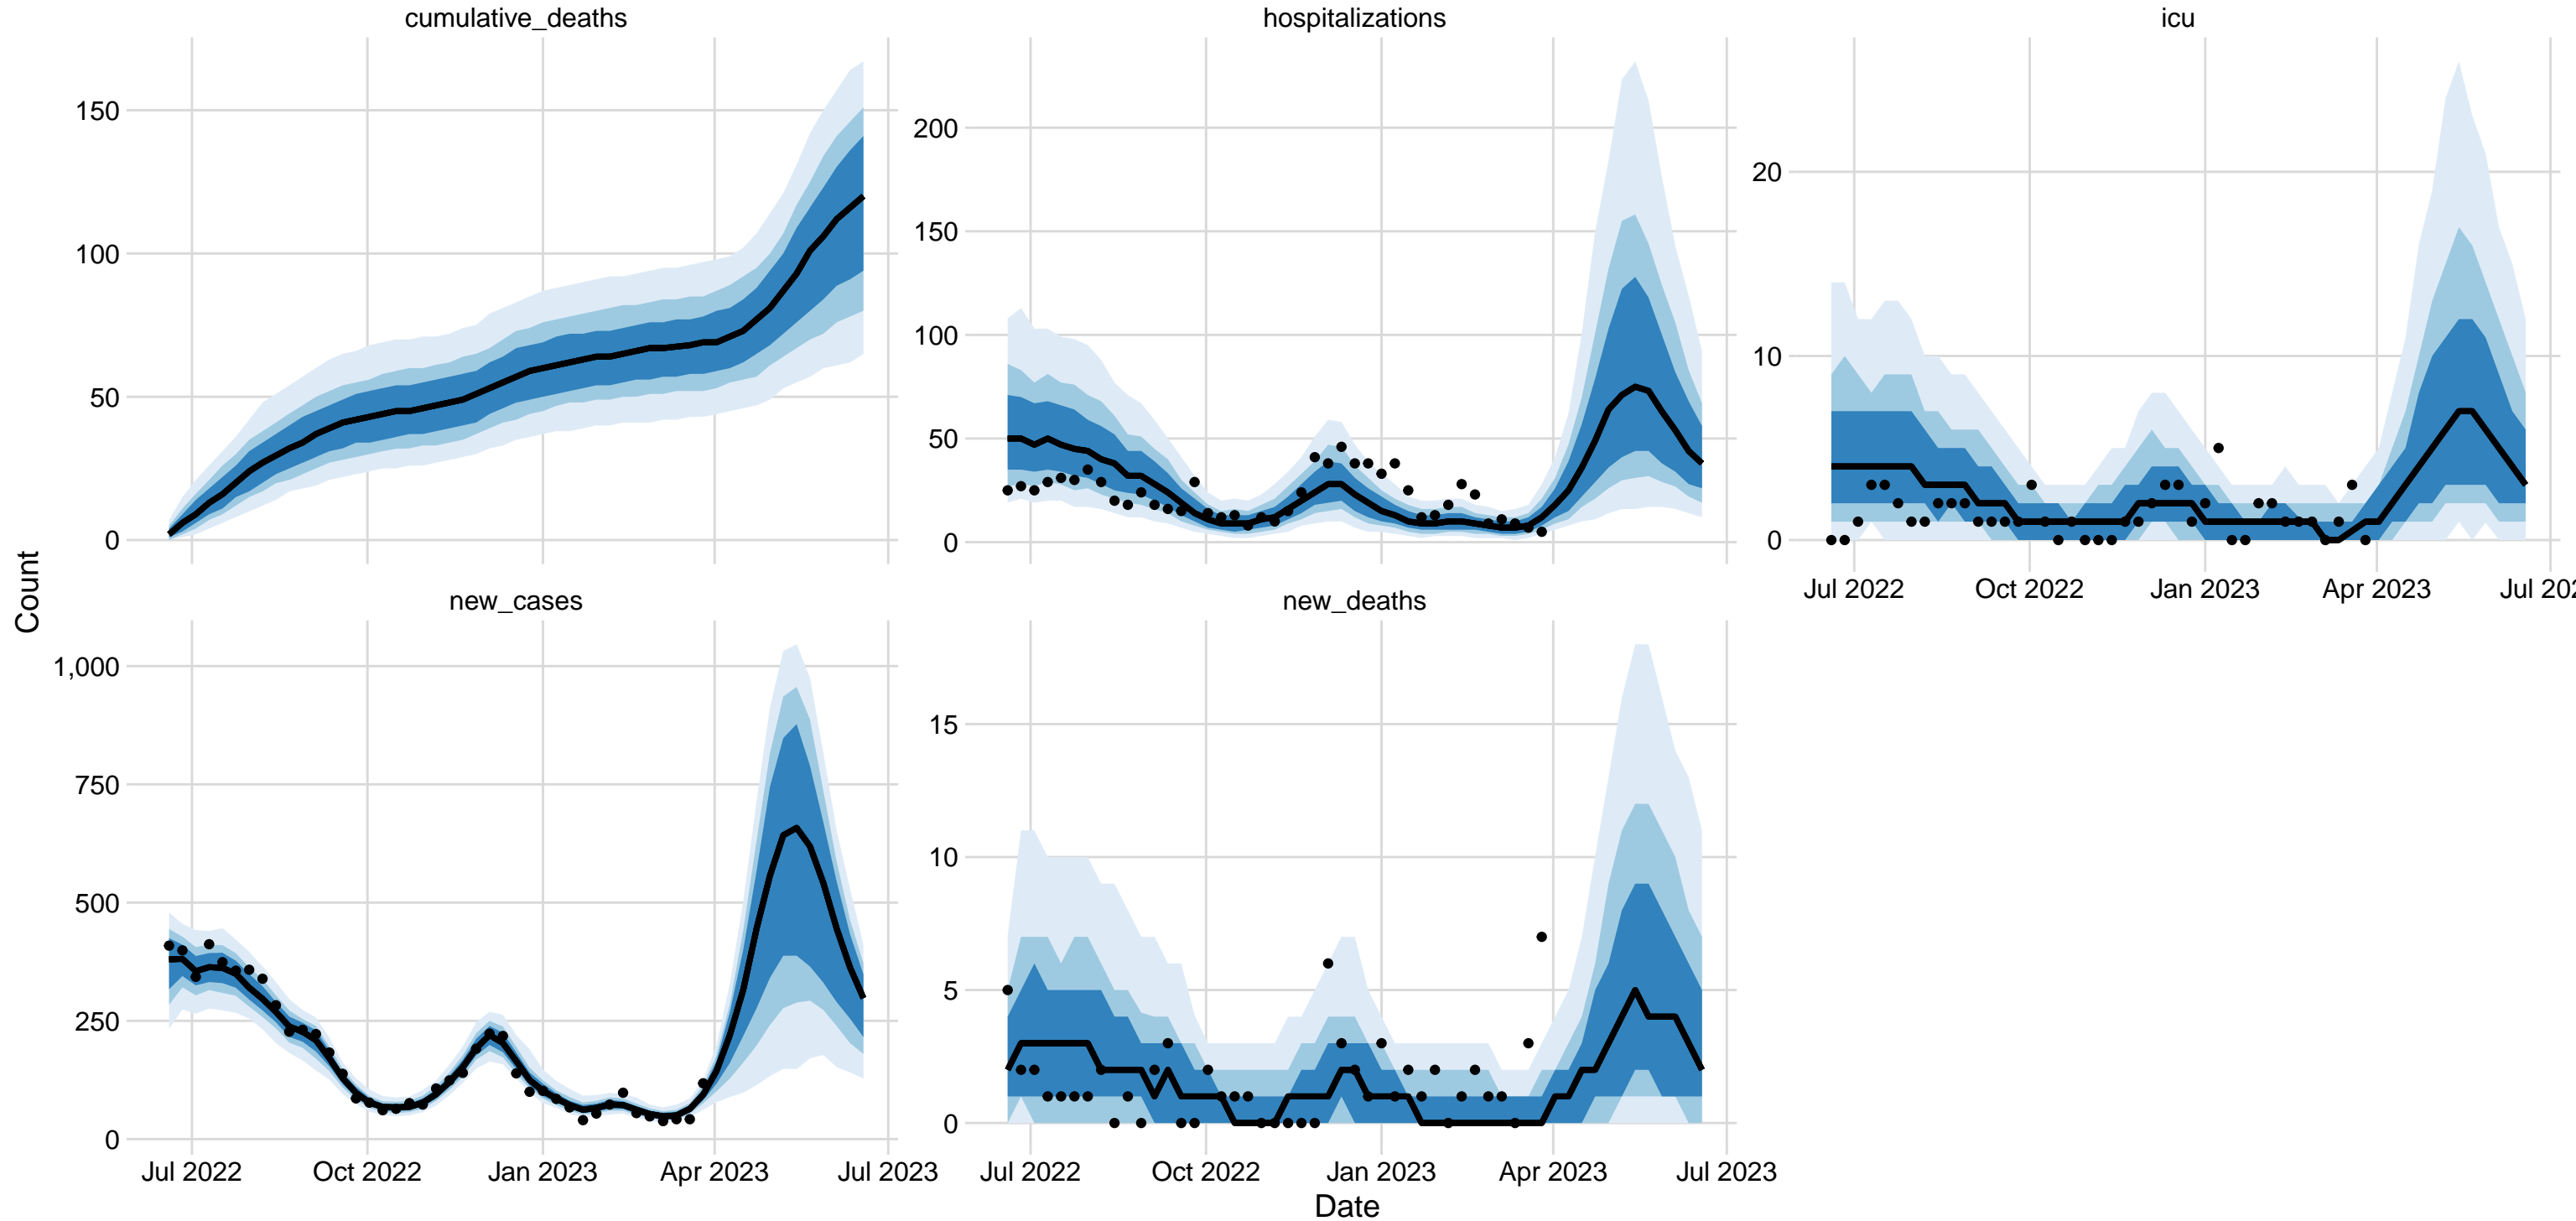 cumulative_deaths
hospitalizations
icu
150
100
50
0
200
150
100
50
0
20
10
0
Jul 2022 Oct 2022 Jan 2023 Apr 2023 Jul 202
Count
new_cases
new_deaths
1,000
750
500
250
0
15
10
5
0
Jul 2022 Oct 2022 Jan 2023 Apr 2023 Jul 2023
Jul 2022 Oct 2022 Jan 2023 Apr 2023 Jul 2023
Date